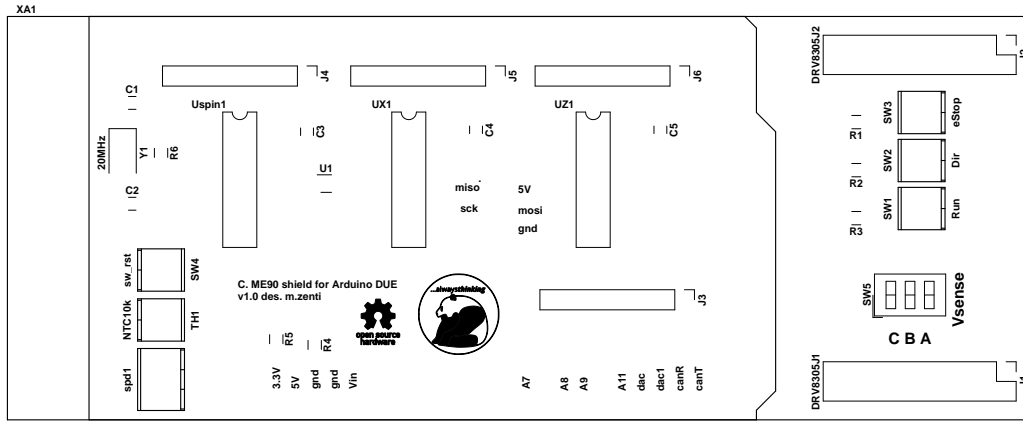 XA1
J4
J5
J6
DRV8305J2
C1
Uspin1
UX1
UZ1
20MHz
Y1
R6
C3
C4
C5
U1
C2
miso
5V
sck
mosi
gnd
SW3
eStop
R1
SW2
Dir
R2
SW1
Run
R3
sw_rst
SW4
C. ME90 shield for Arduino DUE
v1.0 des. m.zenti
...alwaysthinking
open source
hardware
NTC10k
TH1
J3
SW5
Vsense
C B A
R5
R4
spd1
3.3V
5V
gnd
gnd
Vin
A7
A8
A9
A11
dac
dac1
canR
canT
DRV8305J1